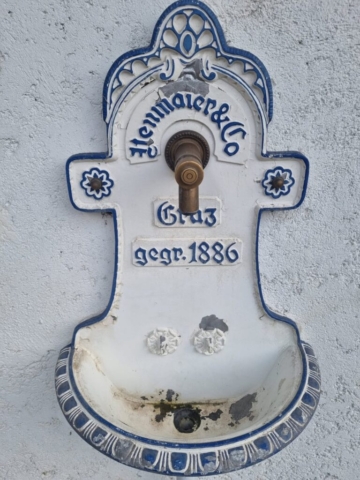 Neumaier & Co
Graz
gegr. 1886